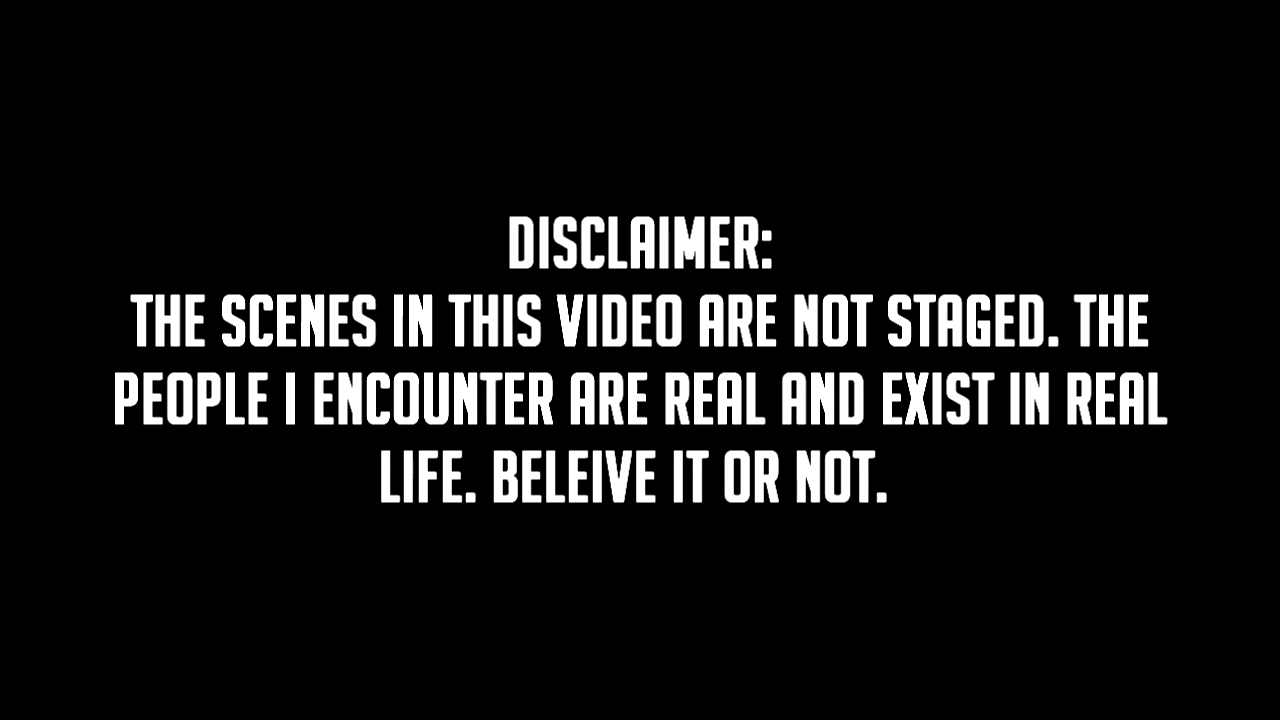 DISCLAIMER:
THE SCENES IN THIS VIDEO ARE NOT STAGED. THE
PEOPLE I ENCOUNTER ARE REAL AND EXIST IN REAL
LIFE. BELEIVE IT OR NOT.